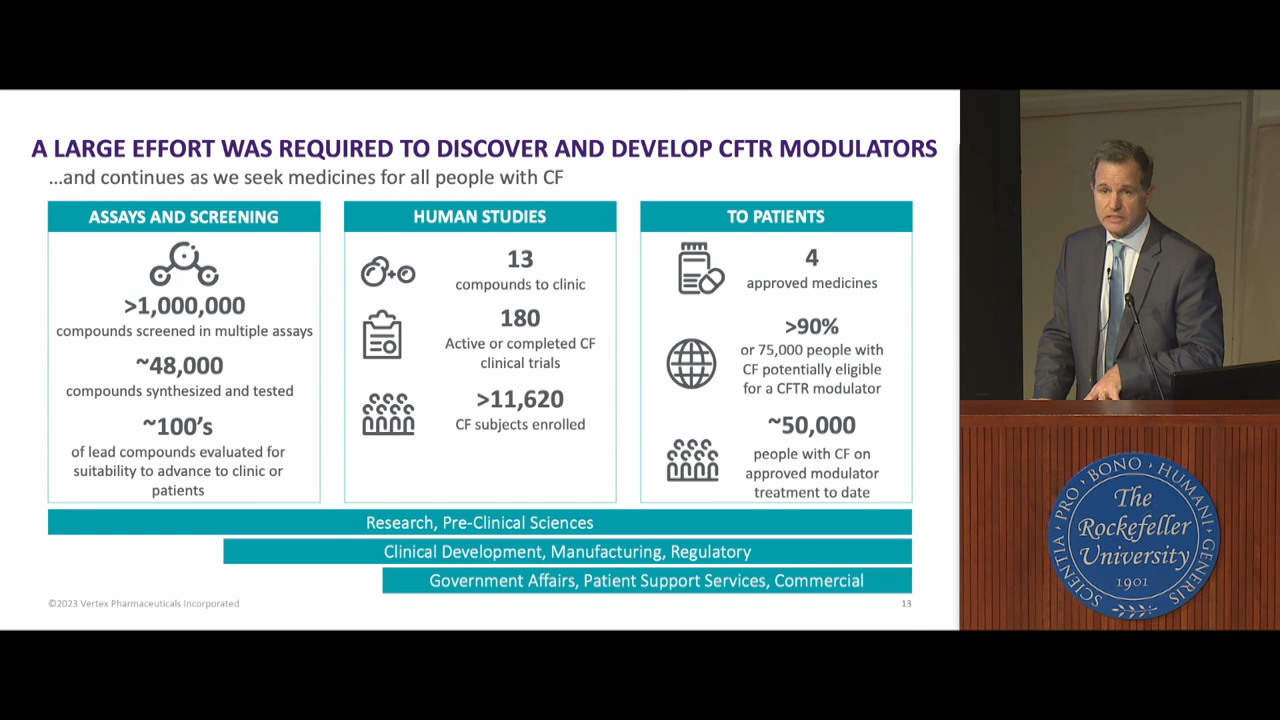 A LARGE EFFORT WAS REQUIRED TO DISCOVER AND DEVELOP CFTR MODULATORS
...and continues as we seek medicines for all people with CF
ASSAYS AND SCREENING
>1,000,000
compounds screened in multiple assays
~48,000
compounds synthesized and tested
~100's
of lead compounds evaluated for
suitability to advance to clinic or
patients
HUMAN STUDIES
13
compounds to clinic
180
Active or completed CF
clinical trials
>11,620
CF subjects enrolled
TO PATIENTS
4
approved medicines
>90%
or 75,000 people with
CF potentially eligible
for a CFTR modulator
~50,000
people with CF on
approved modulator
treatment to date
Research, Pre-Clinical Sciences
Clinical Development, Manufacturing, Regulatory
Government Affairs, Patient Support Services, Commercial
©2023 Vertex Pharmaceuticals Incorporated
13
SCIENTIA · PRO · BONO · HUMANI · GENERIS
The
Rockefeller
University
1901